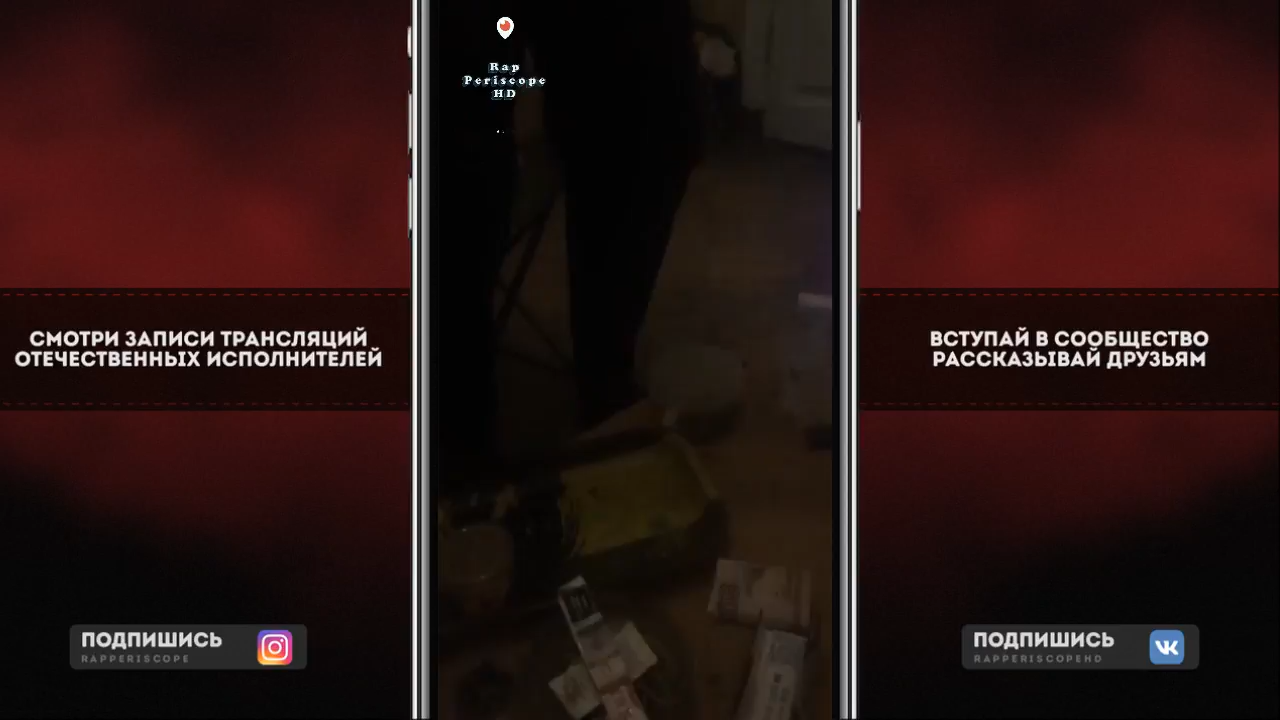 Rap
Periscope
HD
СМОТРИ ЗАПИСИ ТРАНСЛЯЦИЙ
ОТЕЧЕСТВЕННЫХ ИСПОЛНИТЕЛЕЙ
ВСТУПАЙ В СООБЩЕСТВО
РАССКАЗЫВАЙ ДРУЗЬЯМ
ПОДПИШИСЬ
RAPPERISCOPE
ПОДПИШИСЬ
RAPPERISCOPEHD